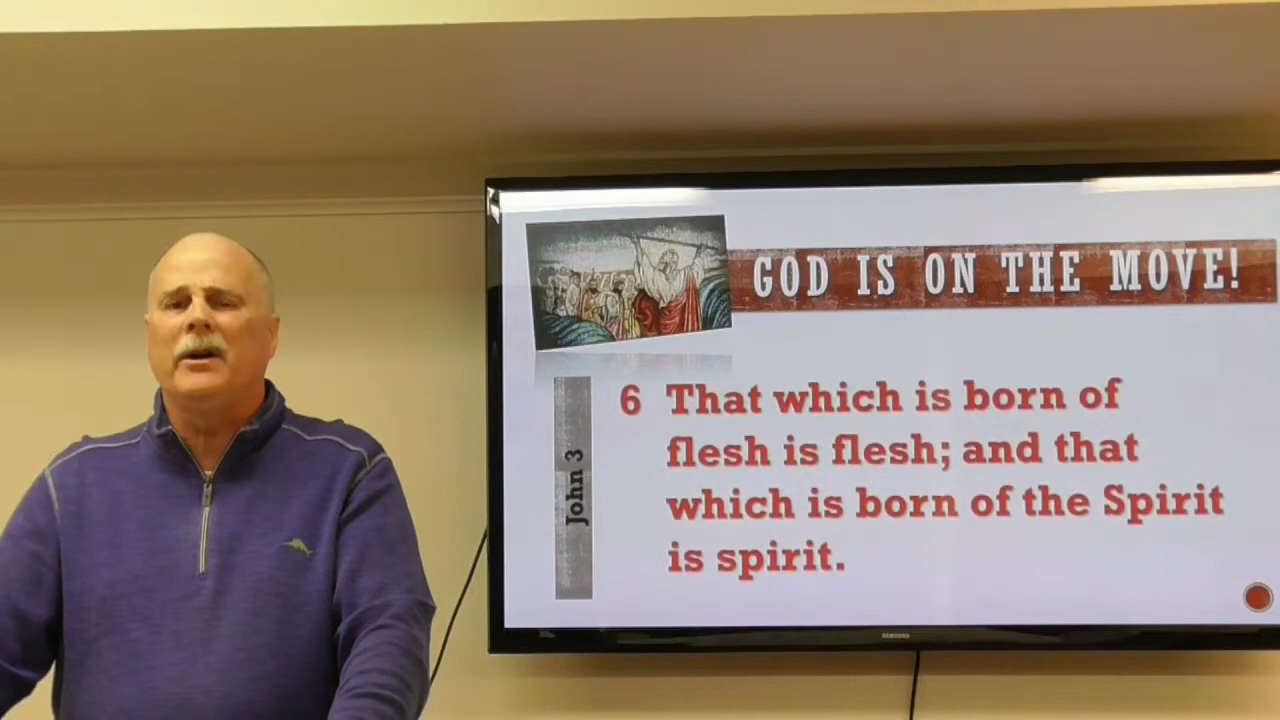 GOD IS ON THE MOVE!
John 3
6 That which is born of
flesh is flesh; and that
which is born of the Spirit
is spirit.
SAMSUNG